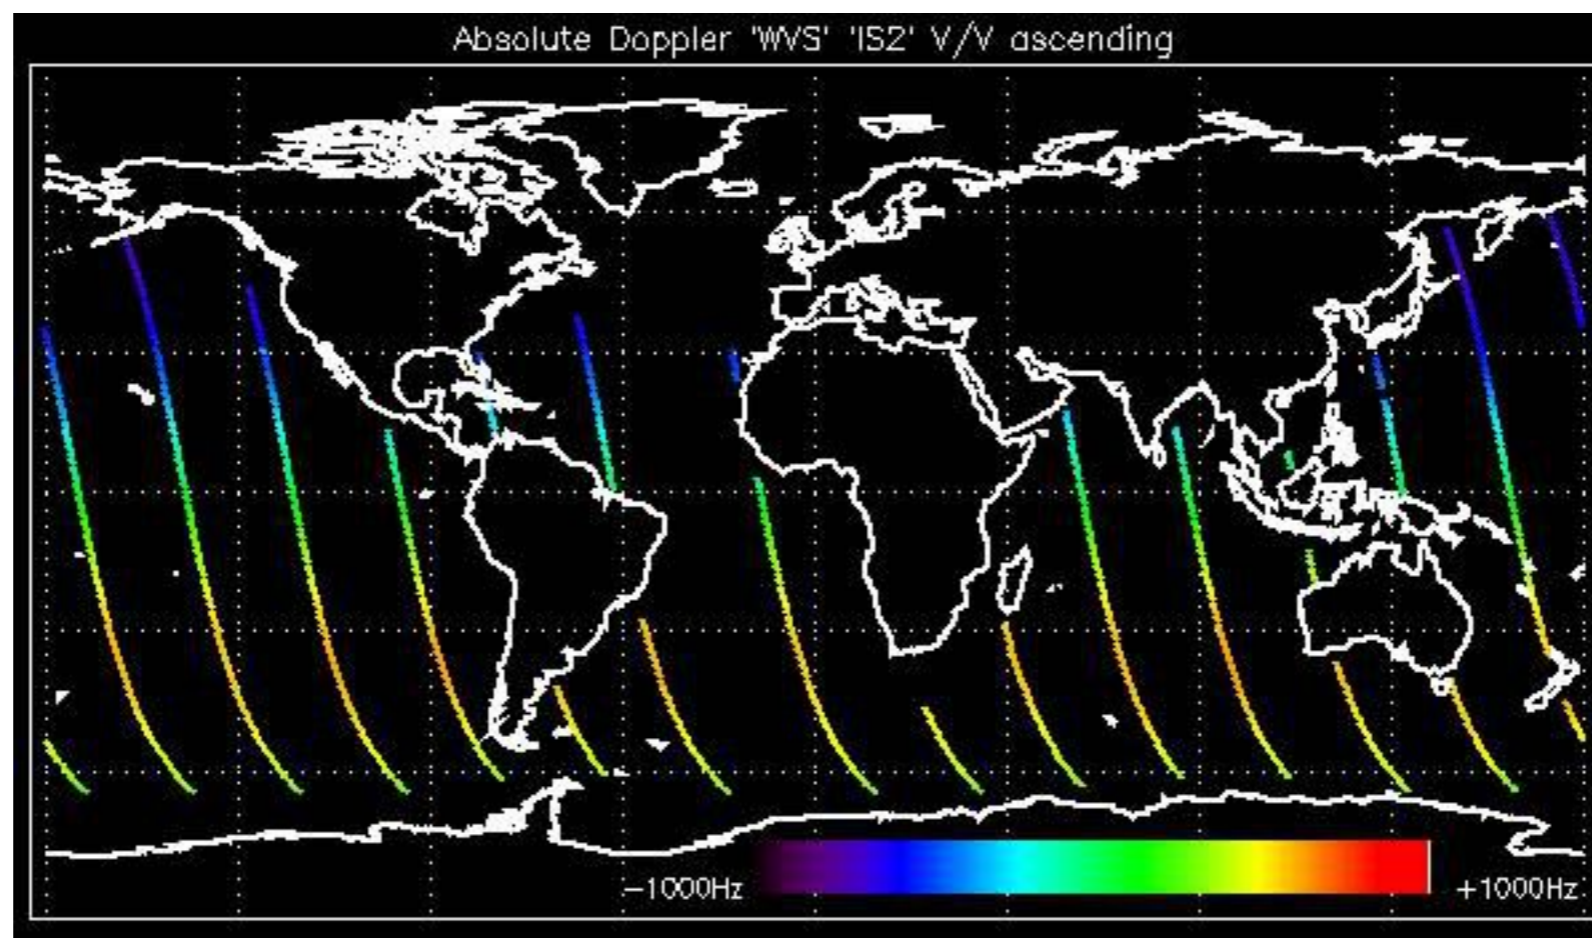 Absolute Doppler 'WVS' 'IS2' V/V ascending
-1000Hz +1000Hz